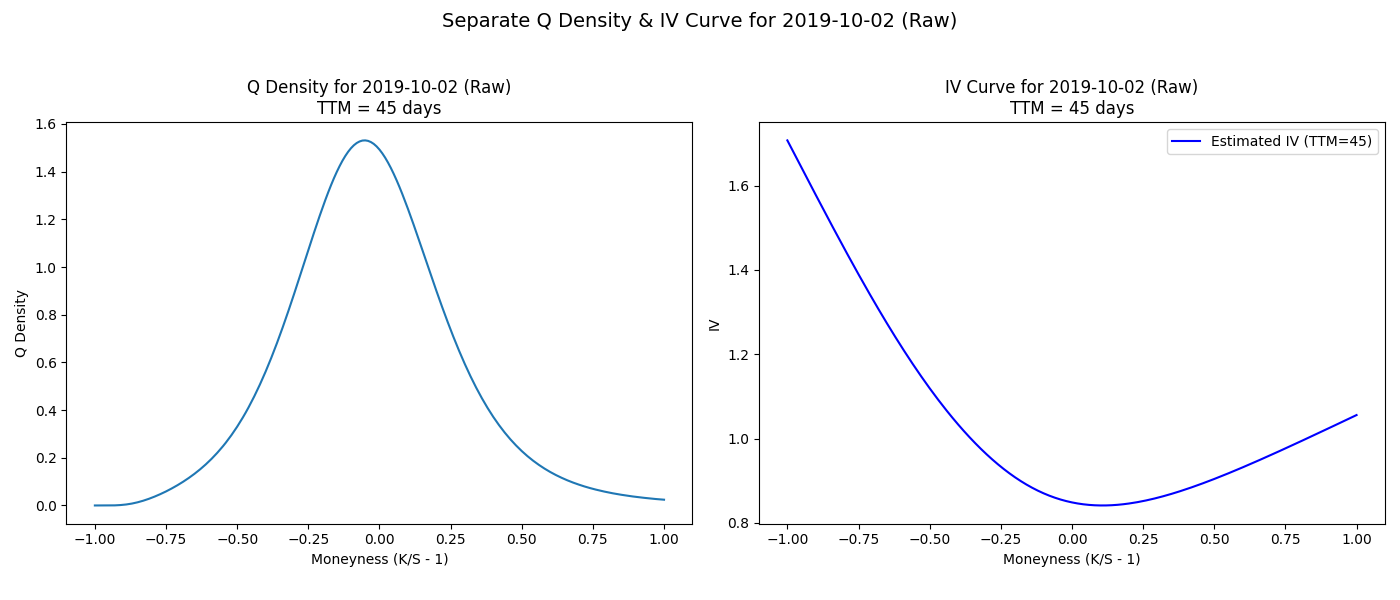 Separate Q Density & IV Curve for 2019-10-02 (Raw)
Q Density for 2019-10-02 (Raw)
TTM = 45 days
1.6
1.4
1.2
1.0
0.8
0.6
0.4
0.2
0.0
Q Density
−1.00 −0.75 −0.50 −0.25 0.00 0.25 0.50 0.75 1.00
Moneyness (K/S - 1)
IV Curve for 2019-10-02 (Raw)
TTM = 45 days
Estimated IV (TTM=45)
1.6
1.4
1.2
1.0
0.8
IV
−1.00 −0.75 −0.50 −0.25 0.00 0.25 0.50 0.75 1.00
Moneyness (K/S - 1)